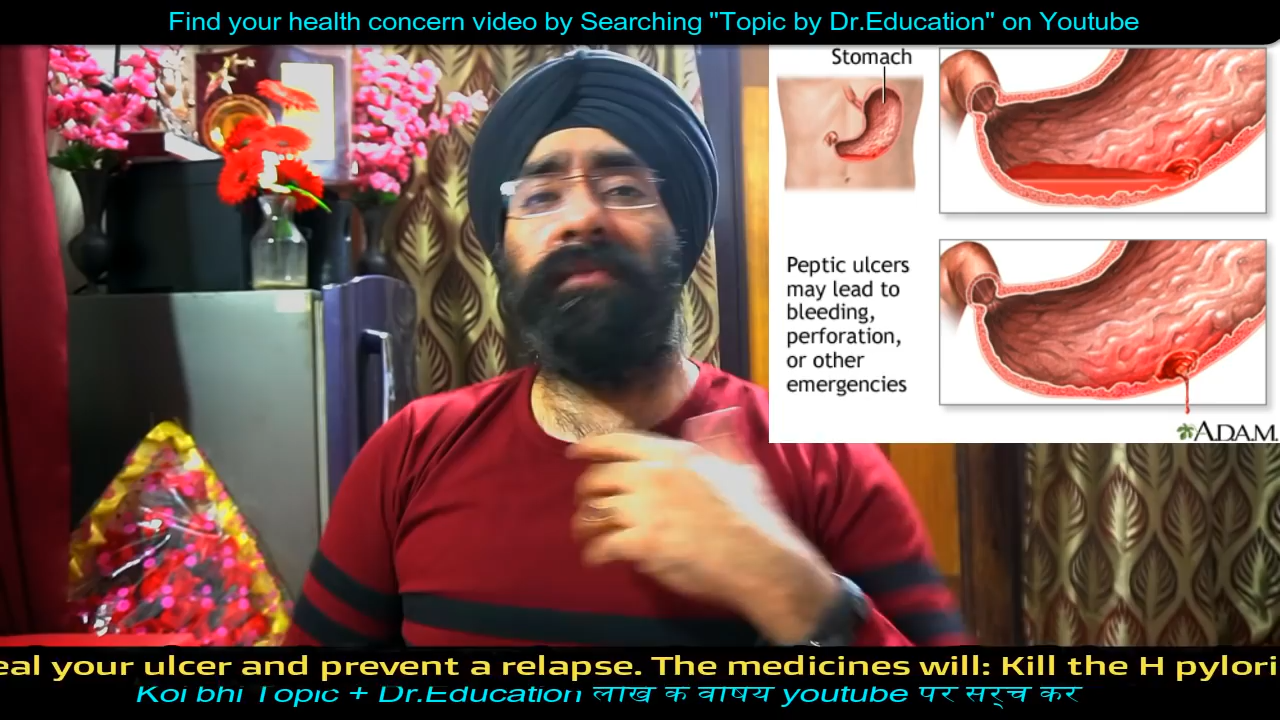 Find your health concern video by Searching "Topic by Dr.Education" on Youtube
Stomach
Peptic ulcers
may lead to
bleeding,
perforation,
or other
emergencies
A.D.A.M.
eal your ulcer and prevent a relapse. The medicines will: Kill the H pylori
Koi bhi Topic + Dr.Education लाख क वाषय youtube पर सर्च कर